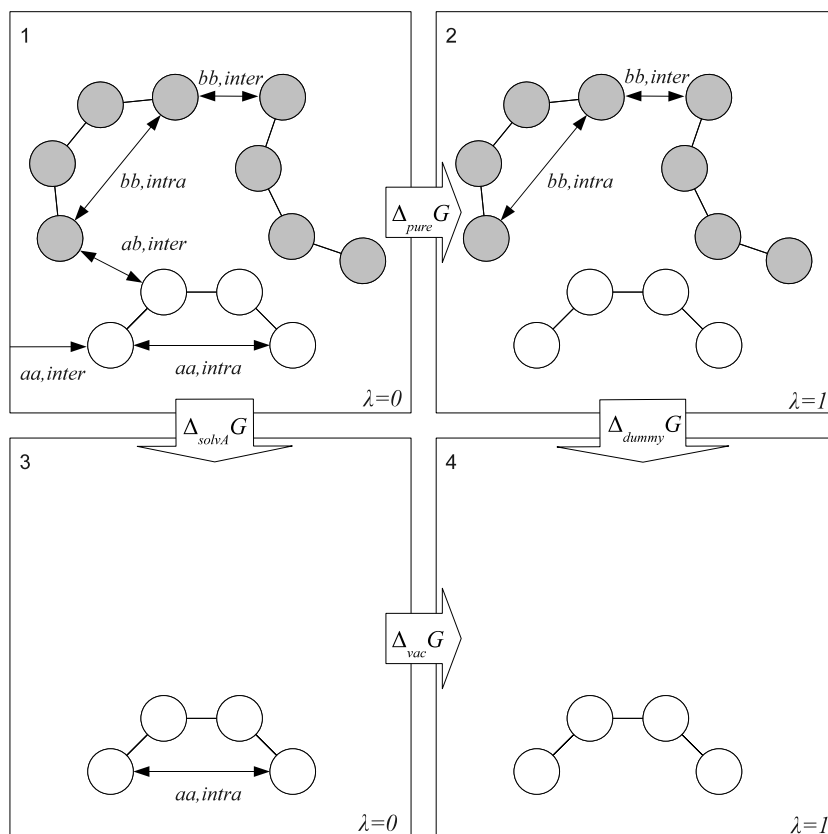 1
bb,inter
bb,intra
ab,inter
aa,inter
aa,intra
λ=0
Δ_pure G
2
bb,inter
bb,intra
λ=1
Δ_solvA G
Δ_dummy G
3
aa,intra
λ=0
Δ_vac G
4
λ=1